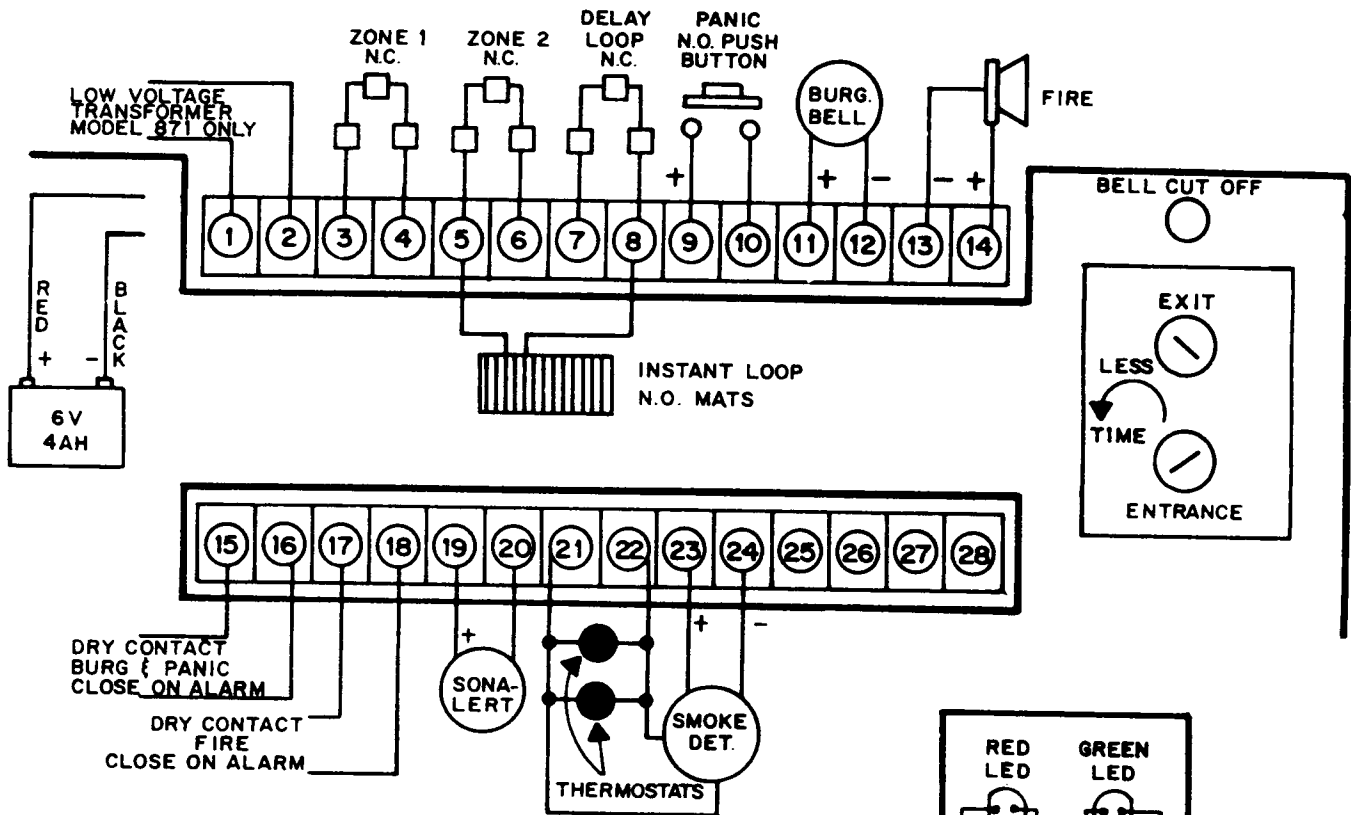 ZONE 1
N.C.
ZONE 2
N.C.
DELAY
LOOP
N.C.
PANIC
N.O. PUSH
BUTTON
BURG.
BELL
FIRE
LOW VOLTAGE
TRANSFORMER
MODEL 871 ONLY
+
+ -
- +
BELL CUT OFF
1 2 3 4 5 6 7 8 9 10 11 12 13 14
RED
+
BLACK
-
6V
4AH
INSTANT LOOP
N.O. MATS
EXIT
LESS
TIME
ENTRANCE
15 16 17 18 19 20 21 22 23 24 25 26 27 28
DRY CONTACT
BURG & PANIC
CLOSE ON ALARM
DRY CONTACT
FIRE
CLOSE ON ALARM
+
SONA-
LERT
+ -
SMOKE
DET.
THERMOSTATS
RED
LED
GREEN
LED